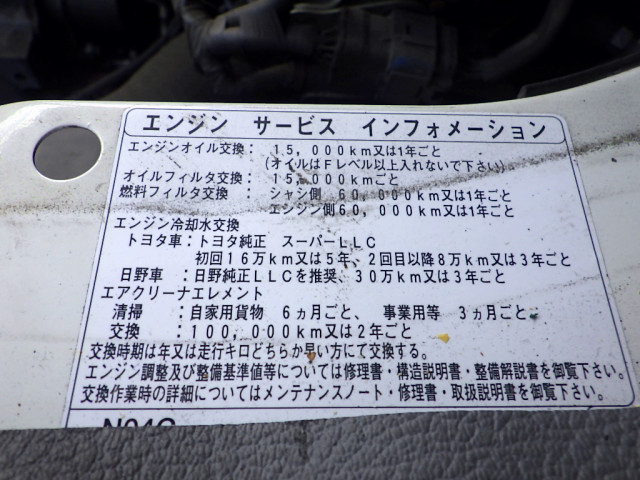 エンジン サービス インフォメーション
エンジンオイル交換： 15，000km又は1年ごと
(オイルはFレベル以上入れないで下さい)
オイルフィルタ交換： 15，000kmごと
燃料フィルタ交換： シャシ側 60，000km又は1年ごと
エンジン側60，000km又は1年ごと
エンジン冷却水交換
トヨタ車：トヨタ純正 スーパーLLC
初回16万km又は5年、2回目以降8万km又は3年ごと
日野車：日野純正LLCを推奨、30万km又は3年ごと
エアクリーナエレメント
清掃 ：自家用貨物 6ヵ月ごと、 事業用等 3ヵ月ごと
交換 ：100，000km又は2年ごと
交換時期は年又は走行キロどちらか早い方にて交換する。
エンジン調整及び整備基準値等については修理書・構造説明書・整備解説書を御覧下さい。
交換作業時の詳細についてはメンテナンスノート・修理書・取扱説明書を御覧下さい。
N04C